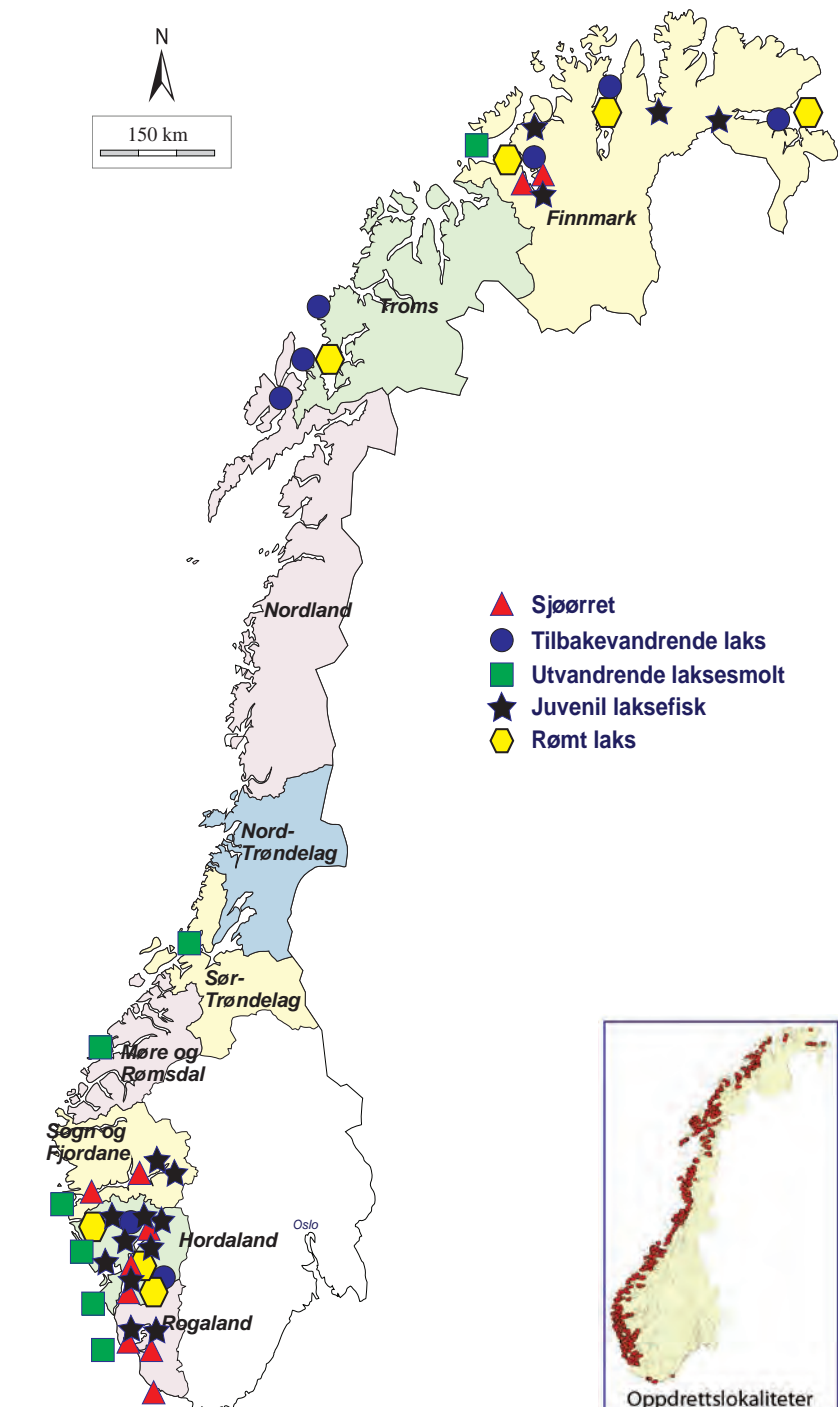 N
150 km
Finnmark
Troms
Nordland
Sjøørret
Tilbakevandrende laks
Utvandrende laksesmolt
Juvenil laksefisk
Rømt laks
Nord-
Trøndelag
Sør-
Trøndelag
Møre og
Rømsdal
Sogn og
Fjordane
Hordaland
Oslo
Rogaland
Oppdrettslokaliteter